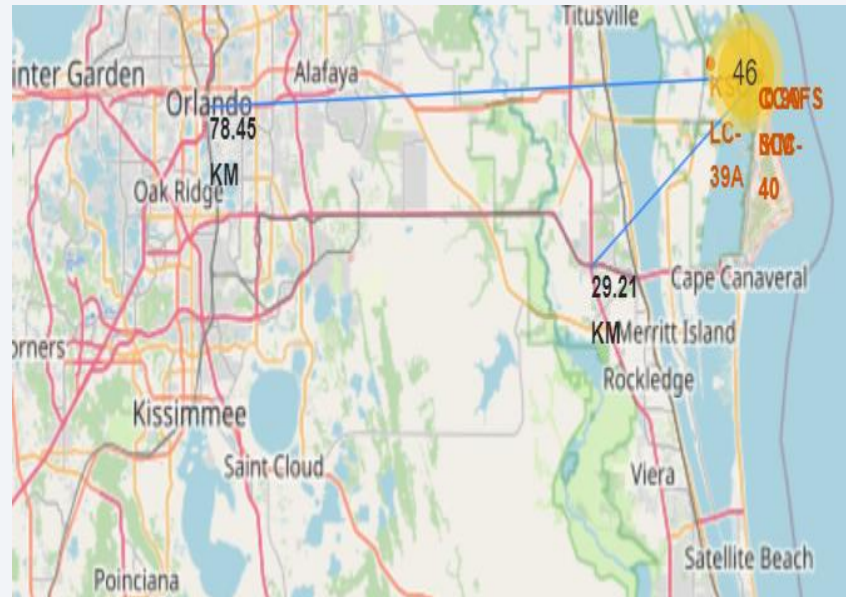 Titusville
inter Garden
Alafaya
46
Orlando
78.45
KM
LC-
39A
40
Oak Ridge
29.21
KM
Cape Canaveral
Merritt Island
orners
Rockledge
Kissimmee
Saint Cloud
Viera
Satellite Beach
Poinciana